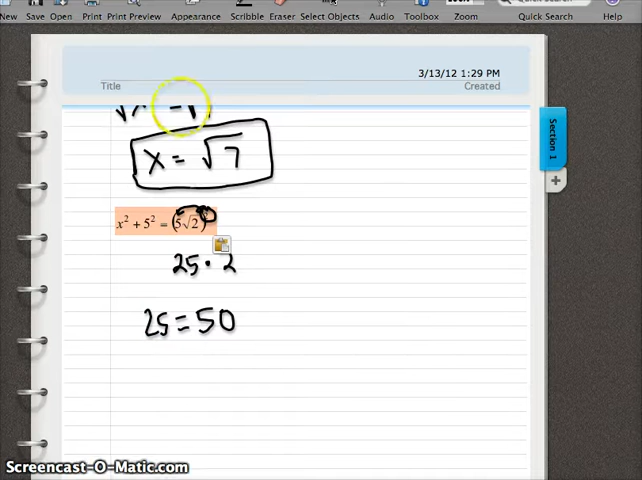 New Save Open Print Print Preview Appearance Scribble Eraser Select Objects Audio Toolbox Zoom Quick Search Help
3/13/12 1:29 PM
Title Created
x = √7
x² + 5² = (5√2)²
25 · 2
25 = 50
Section 1
Screencast-O-Matic.com